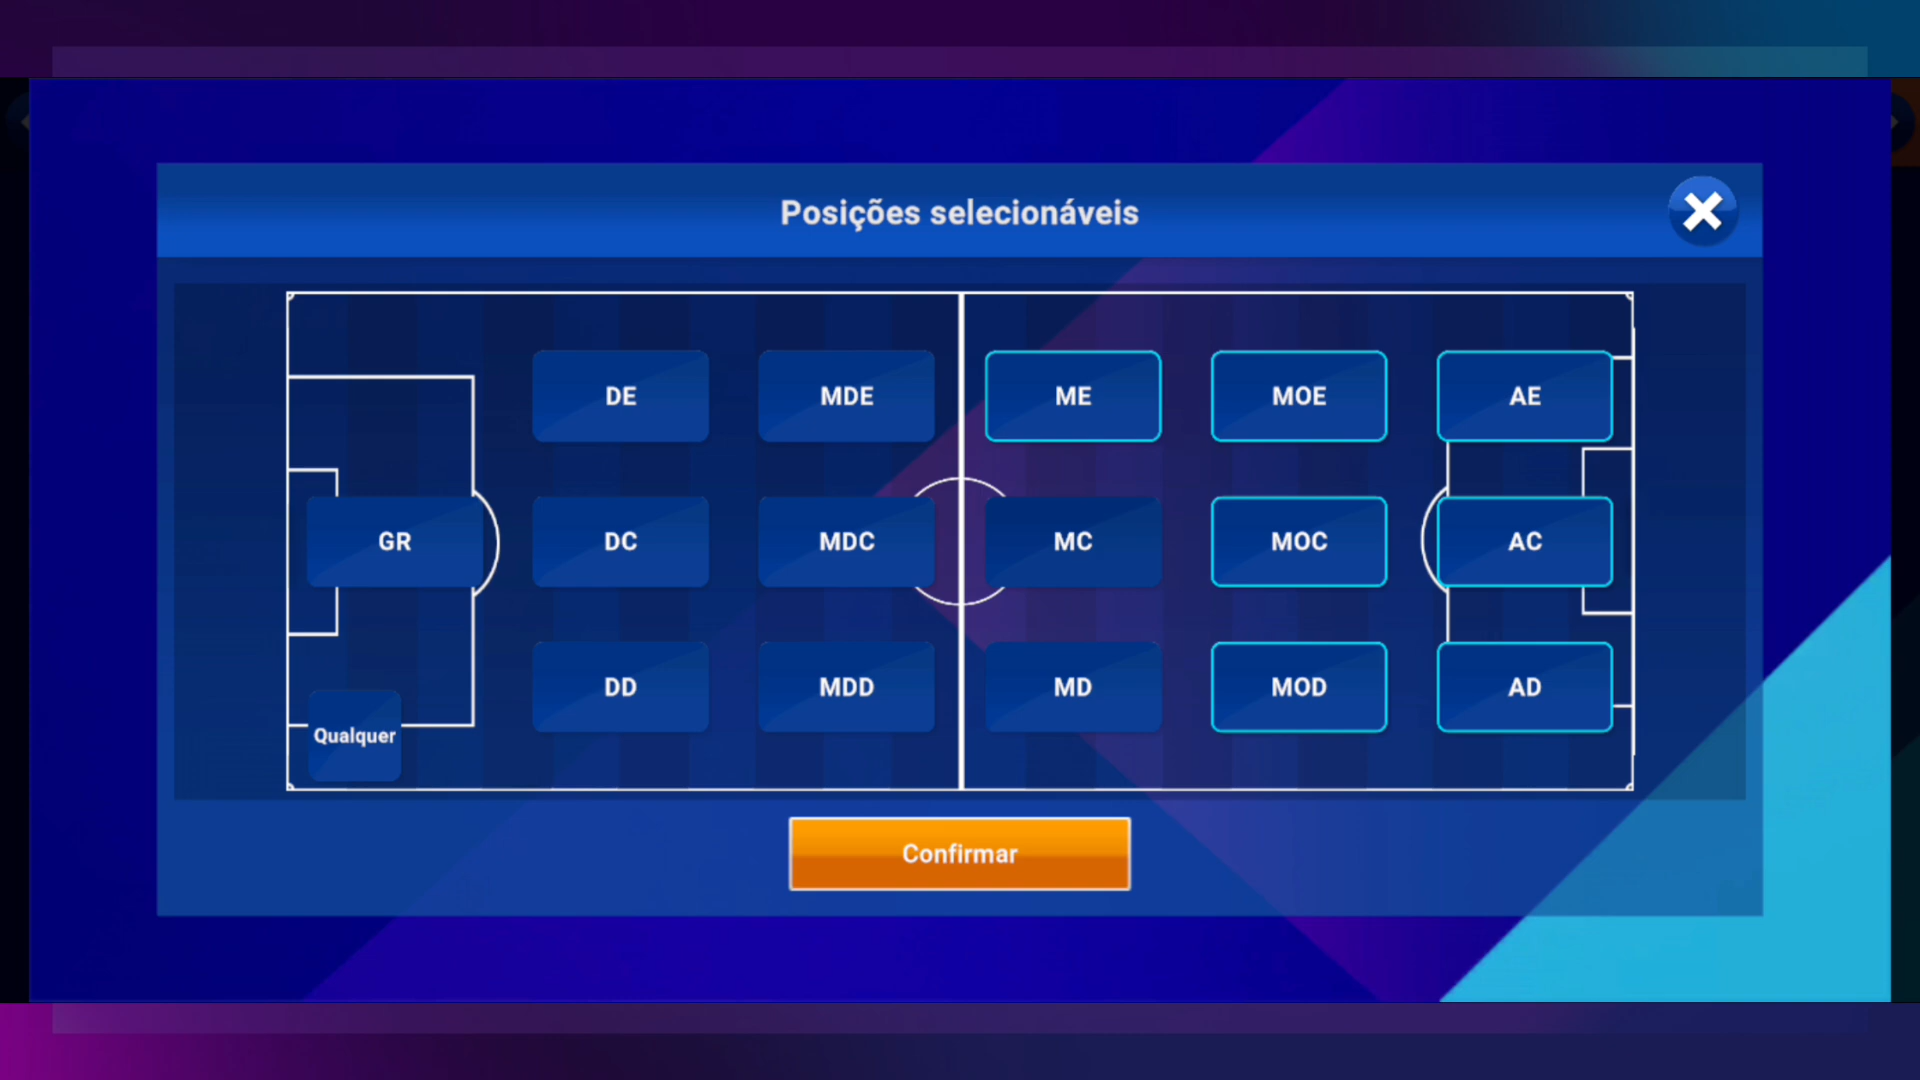 Posições selecionáveis
DE
MDE
ME
MOE
AE
GR
DC
MDC
MC
MOC
AC
DD
MDD
MD
MOD
AD
Qualquer
Confirmar